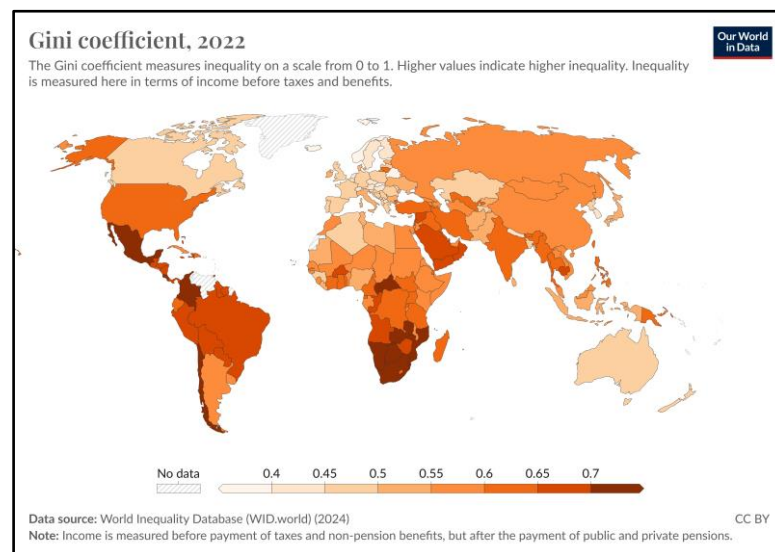 Gini coefficient, 2022
Our World
in Data
The Gini coefficient measures inequality on a scale from 0 to 1. Higher values indicate higher inequality. Inequality
is measured here in terms of income before taxes and benefits.
No data 0.4 0.45 0.5 0.55 0.6 0.65 0.7
Data source: World Inequality Database (WID.world) (2024) CC BY
Note: Income is measured before payment of taxes and non-pension benefits, but after the payment of public and private pensions.